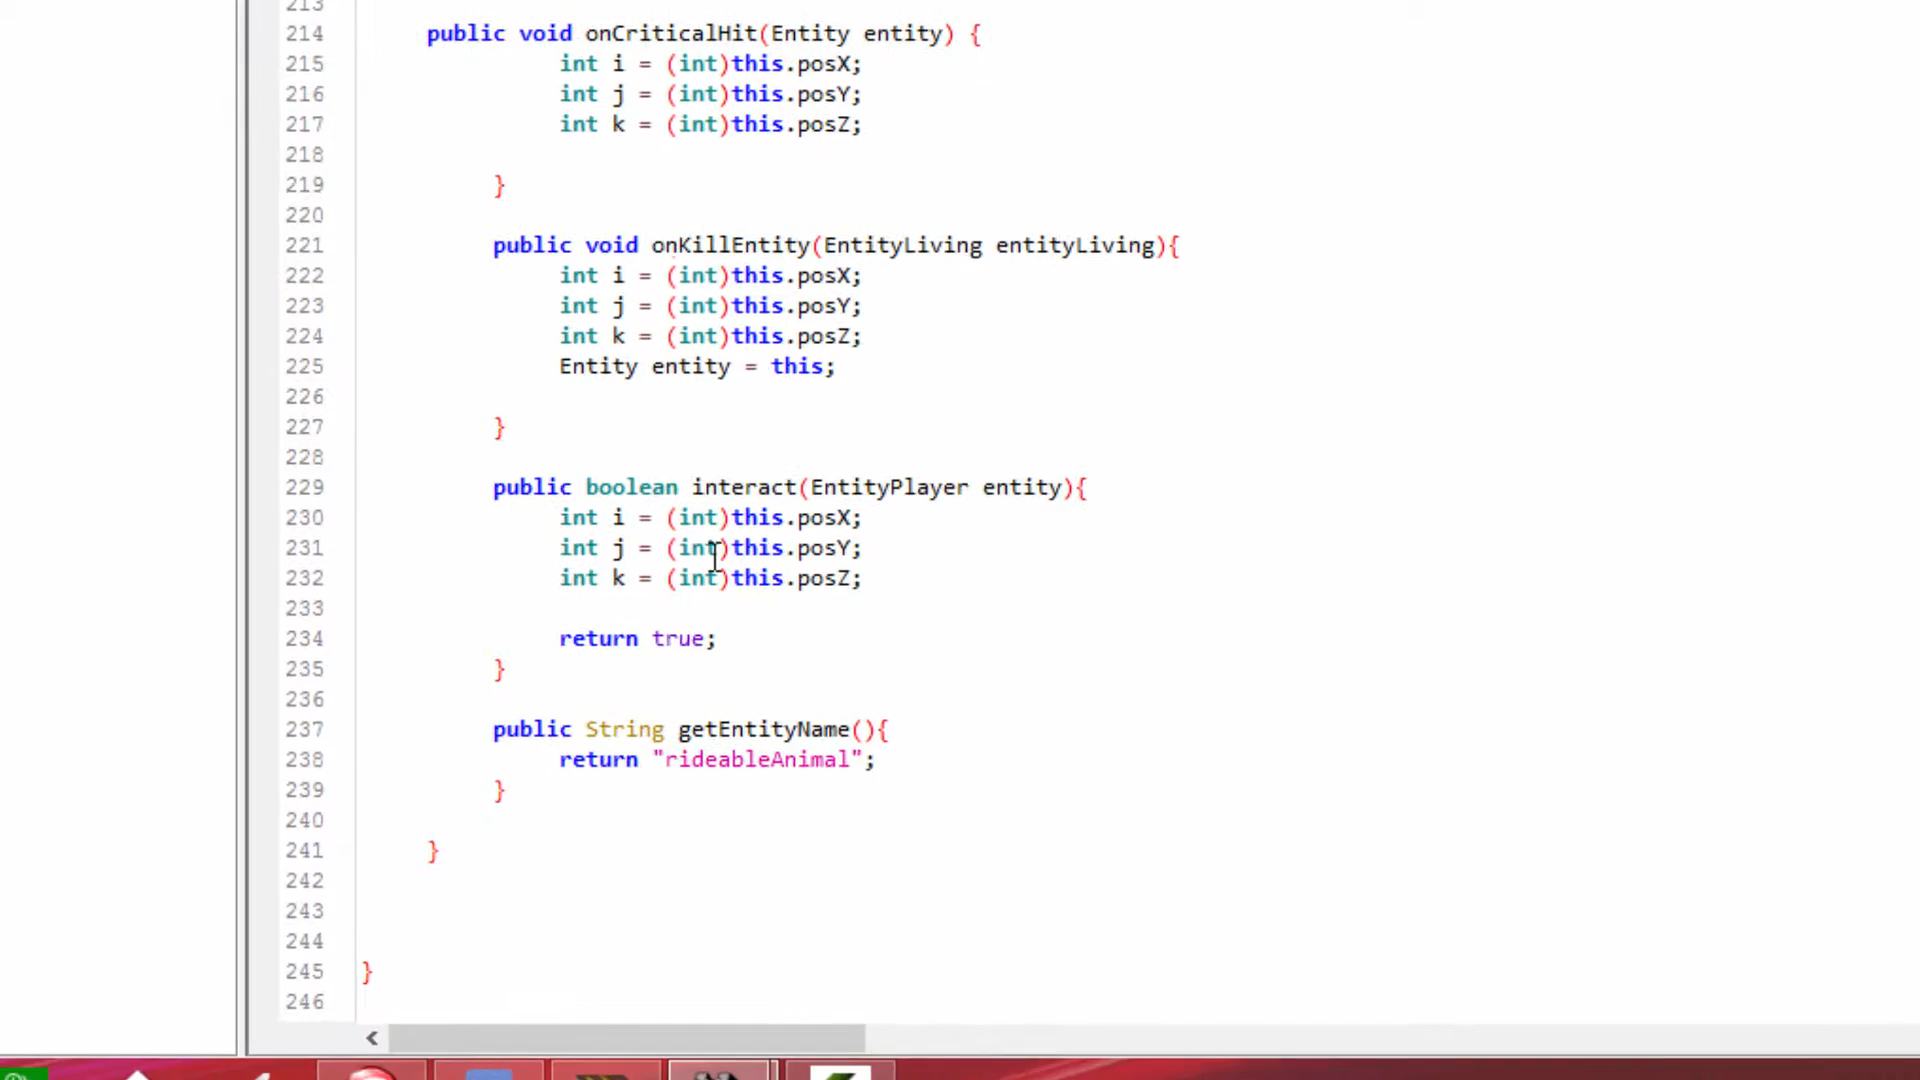 213
214 public void onCriticalHit(Entity entity) {
215 int i = (int)this.posX;
216 int j = (int)this.posY;
217 int k = (int)this.posZ;
218
219 }
220
221 public void onKillEntity(EntityLiving entityLiving){
222 int i = (int)this.posX;
223 int j = (int)this.posY;
224 int k = (int)this.posZ;
225 Entity entity = this;
226
227 }
228
229 public boolean interact(EntityPlayer entity){
230 int i = (int)this.posX;
231 int j = (int)this.posY;
232 int k = (int)this.posZ;
233
234 return true;
235 }
236
237 public String getEntityName(){
238 return "rideableAnimal";
239 }
240
241 }
242
243
244
245 }
246